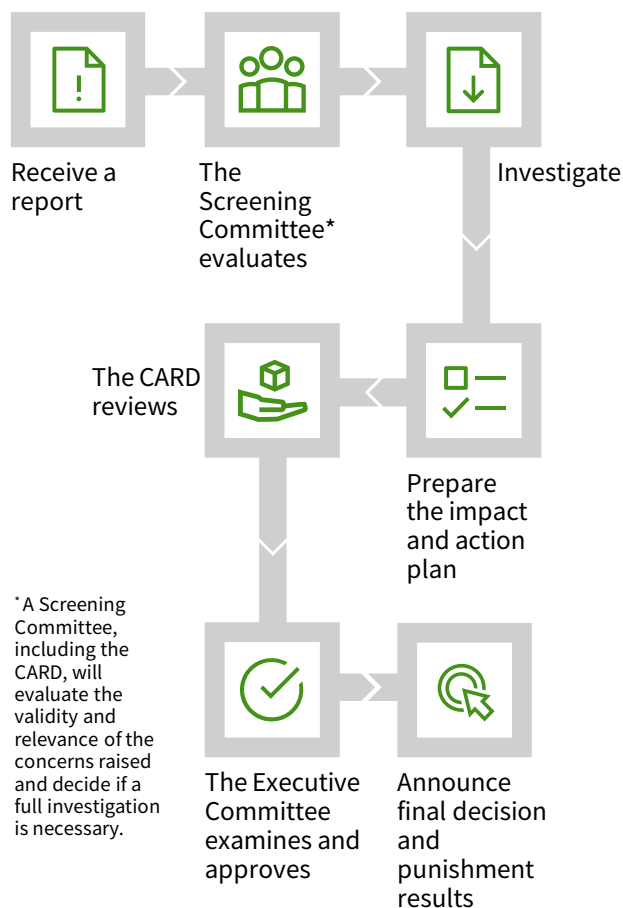 Receive a
report
The
Screening
Committee*
evaluates
Investigate
Prepare
the impact
and action
plan
The CARD
reviews
The Executive
Committee
examines and
approves
Announce
final decision
and
punishment
results
* A Screening
Committee,
including the
CARD, will
evaluate the
validity and
relevance of the
concerns raised
and decide if a
full investigation
is necessary.